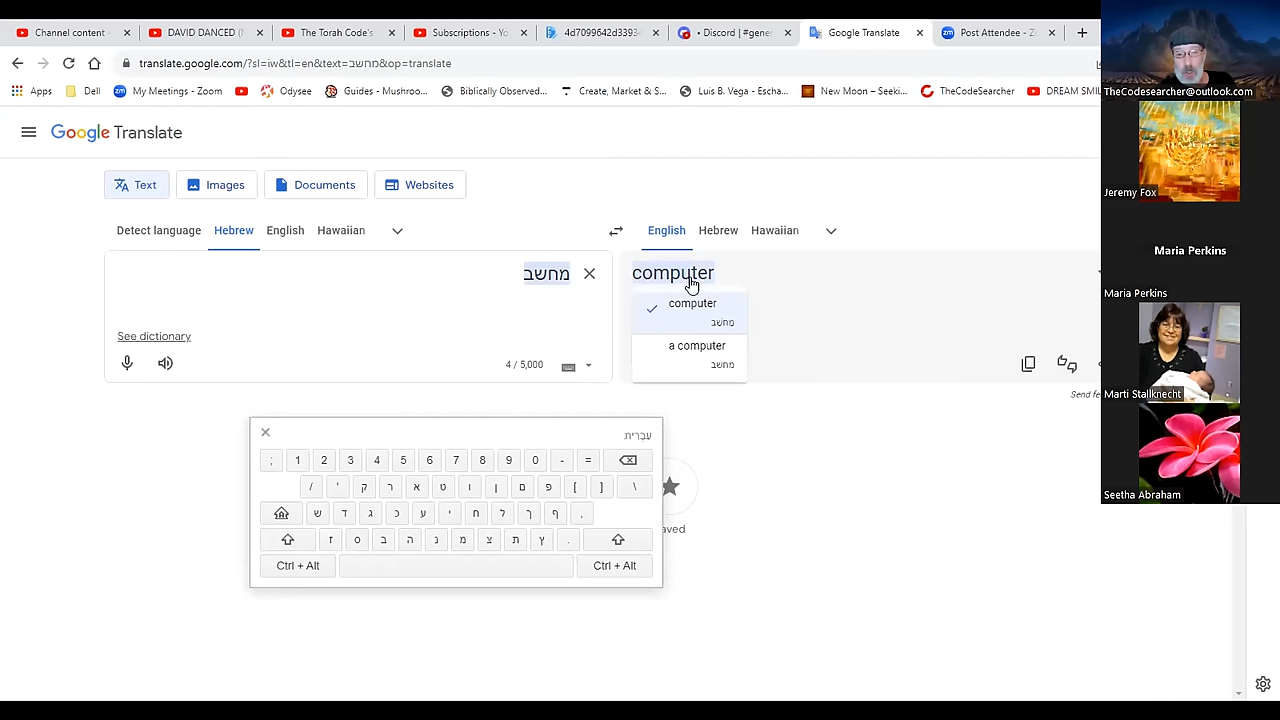 Channel content -
DAVID DANCED (
The Torah Code's
Subscriptions - Yo
4d7099642d3393
• Discord | #gene
Google Translate
Post Attendee - Z
translate.google.com/?sl=iw&tl=en&text=מחשב&op=translate
Apps
Dell
My Meetings - Zoom
Odysee
Guides - Mushroo...
Biblically Observed...
Create, Market & S...
Luis B. Vega - Escha...
New Moon – Seeki...
TheCodeSearcher
DREAM SMIL
TheCodesearcher@outlook.com
Google Translate
Text
Images
Documents
Websites
Jeremy Fox
Detect language
Hebrew
English
Hawaiian
English
Hebrew
Hawaiian
Maria Perkins
Maria Perkins
מחשב
computer
computer
מְחַשֵׁב
a computer
מחשב
See dictionary
4 / 5,000
Send fe
Marti Stallknecht
עִבְרִית
; 1 2 3 4 5 6 7 8 9 0 - =
/ ' ק ר א ט ו ן ם פ [ ] \
ש ד ג כ ע י ח ל ך ף ,
ז ס ב ה נ מ צ ת ץ .
Ctrl + Alt
Ctrl + Alt
aved
Seetha Abraham